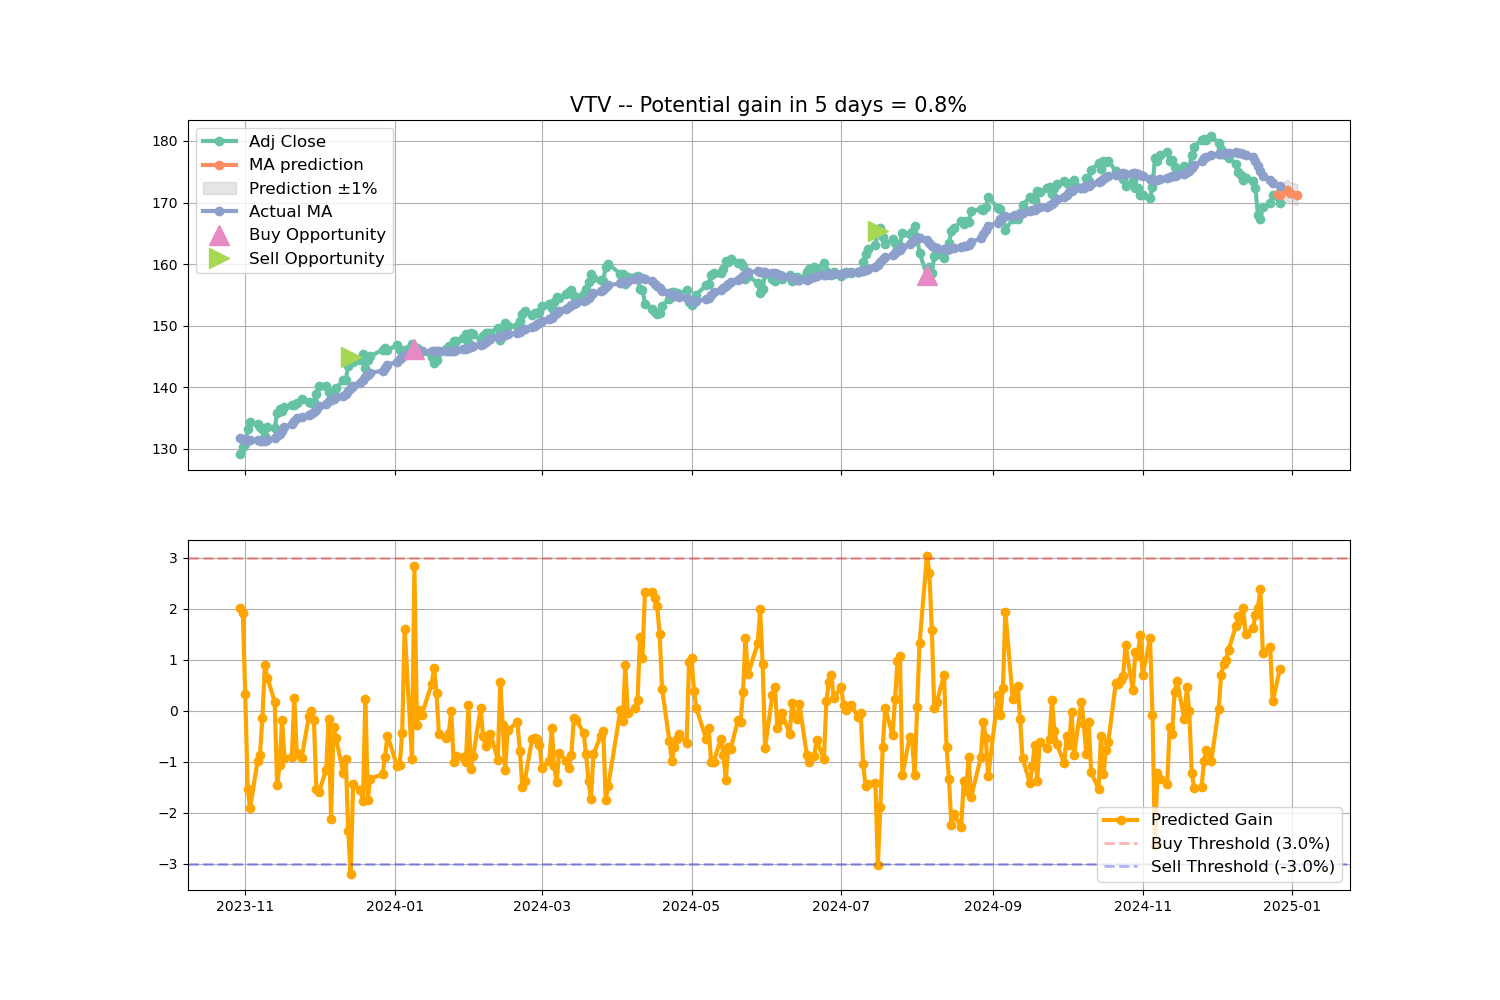 VTV -- Potential gain in 5 days = 0.8%
180
170
160
150
140
130
Adj Close
MA prediction
Prediction ±1%
Actual MA
Buy Opportunity
Sell Opportunity
3
2
1
0
−1
−2
−3
Predicted Gain
Buy Threshold (3.0%)
Sell Threshold (-3.0%)
2023-11
2024-01
2024-03
2024-05
2024-07
2024-09
2024-11
2025-01